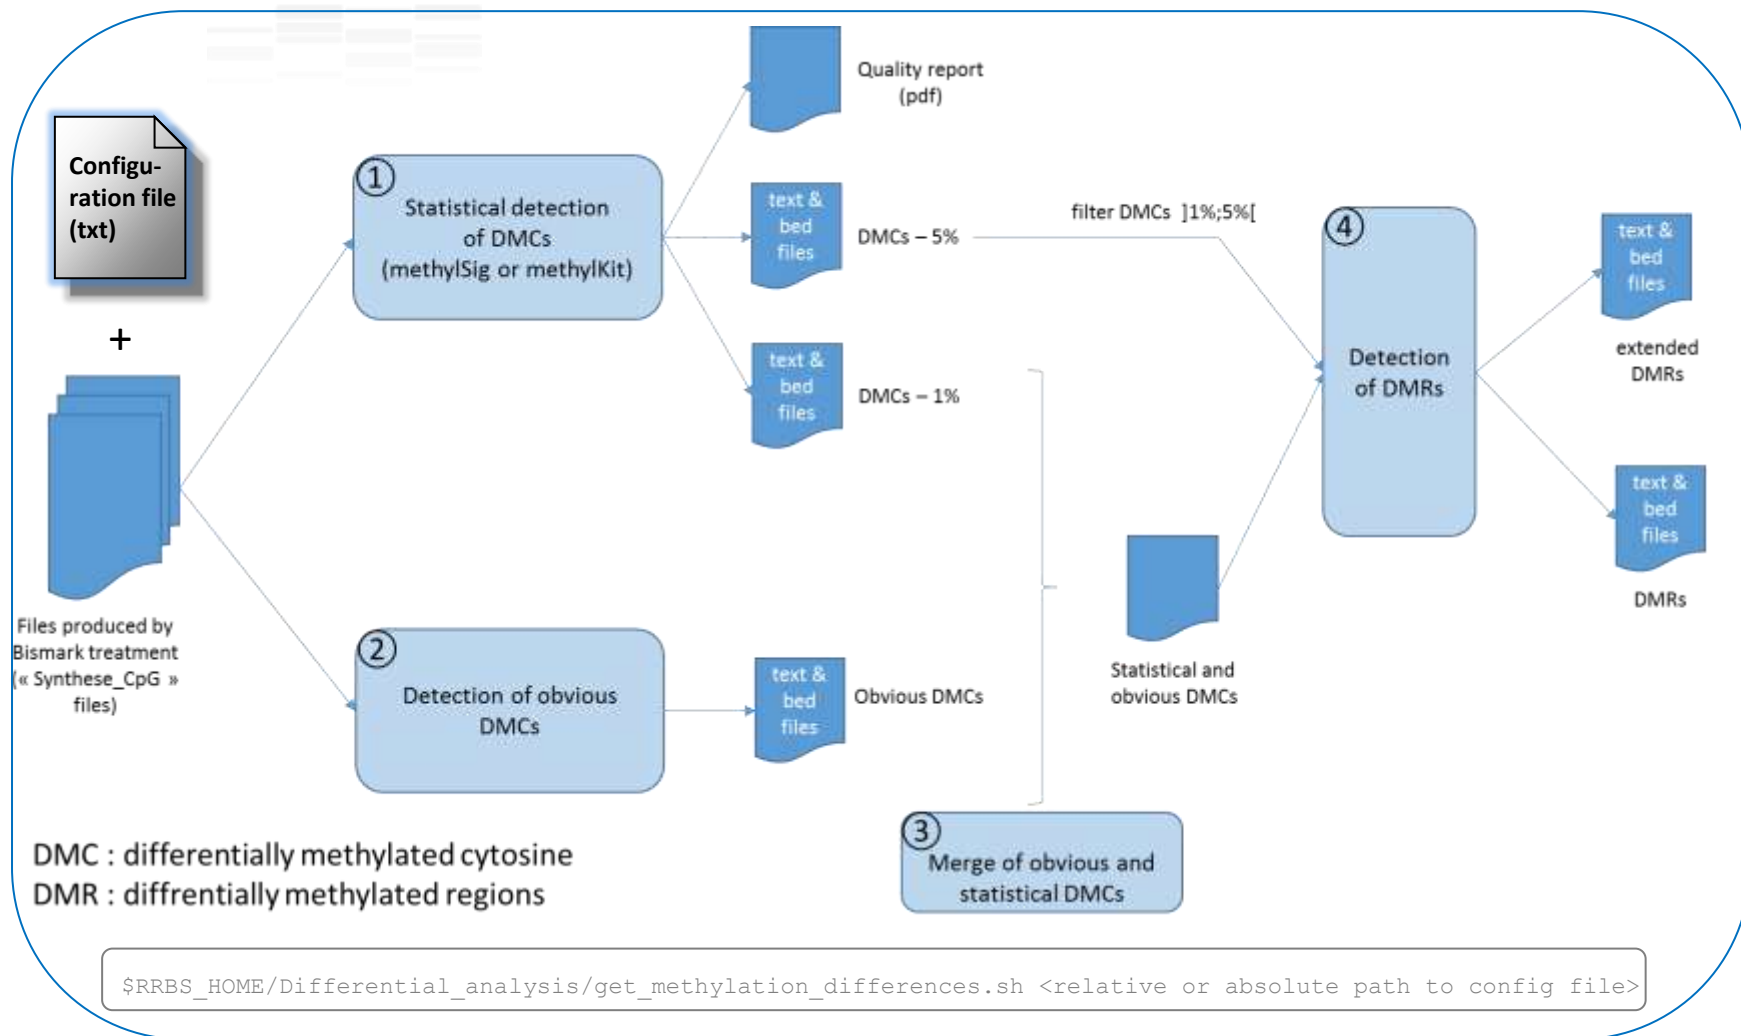 Configu-
ration file
(txt)
+
Files produced by
Bismark treatment
(« Synthese_CpG »
files)
1
Statistical detection
of DMCs
(methylSig or methylKit)
2
Detection of obvious
DMCs
Quality report
(pdf)
text &
bed
files
DMCs – 5%
text &
bed
files
DMCs – 1%
text &
bed
files
Obvious DMCs
filter DMCs ]1%;5%[
Statistical and
obvious DMCs
3
Merge of obvious and
statistical DMCs
4
Detection
of DMRs
text &
bed
files
extended
DMRs
text &
bed
files
DMRs
DMC : differentially methylated cytosine
DMR : diffrentially methylated regions
$RRBS_HOME/Differential_analysis/get_methylation_differences.sh <relative or absolute path to config file>